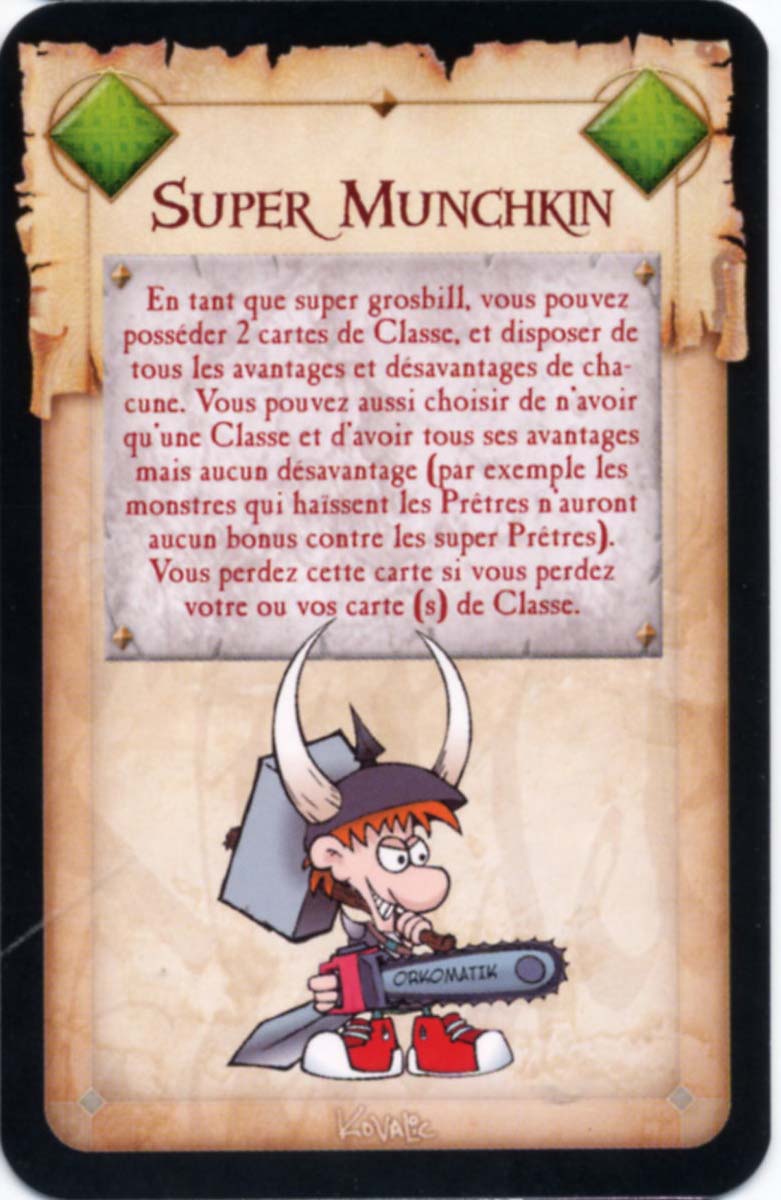 Super Munchkin
En tant que super grosbill, vous pouvez
posséder 2 cartes de Classe, et disposer de
tous les avantages et désavantages de cha-
cune. Vous pouvez aussi choisir de n'avoir
qu'une Classe et d'avoir tous ses avantages
mais aucun désavantage (par exemple les
monstres qui haïssent les Prêtres n'auront
aucun bonus contre les super Prêtres).
Vous perdez cette carte si vous perdez
votre ou vos carte (s) de Classe.
ORKOMATIK
KOVALIC